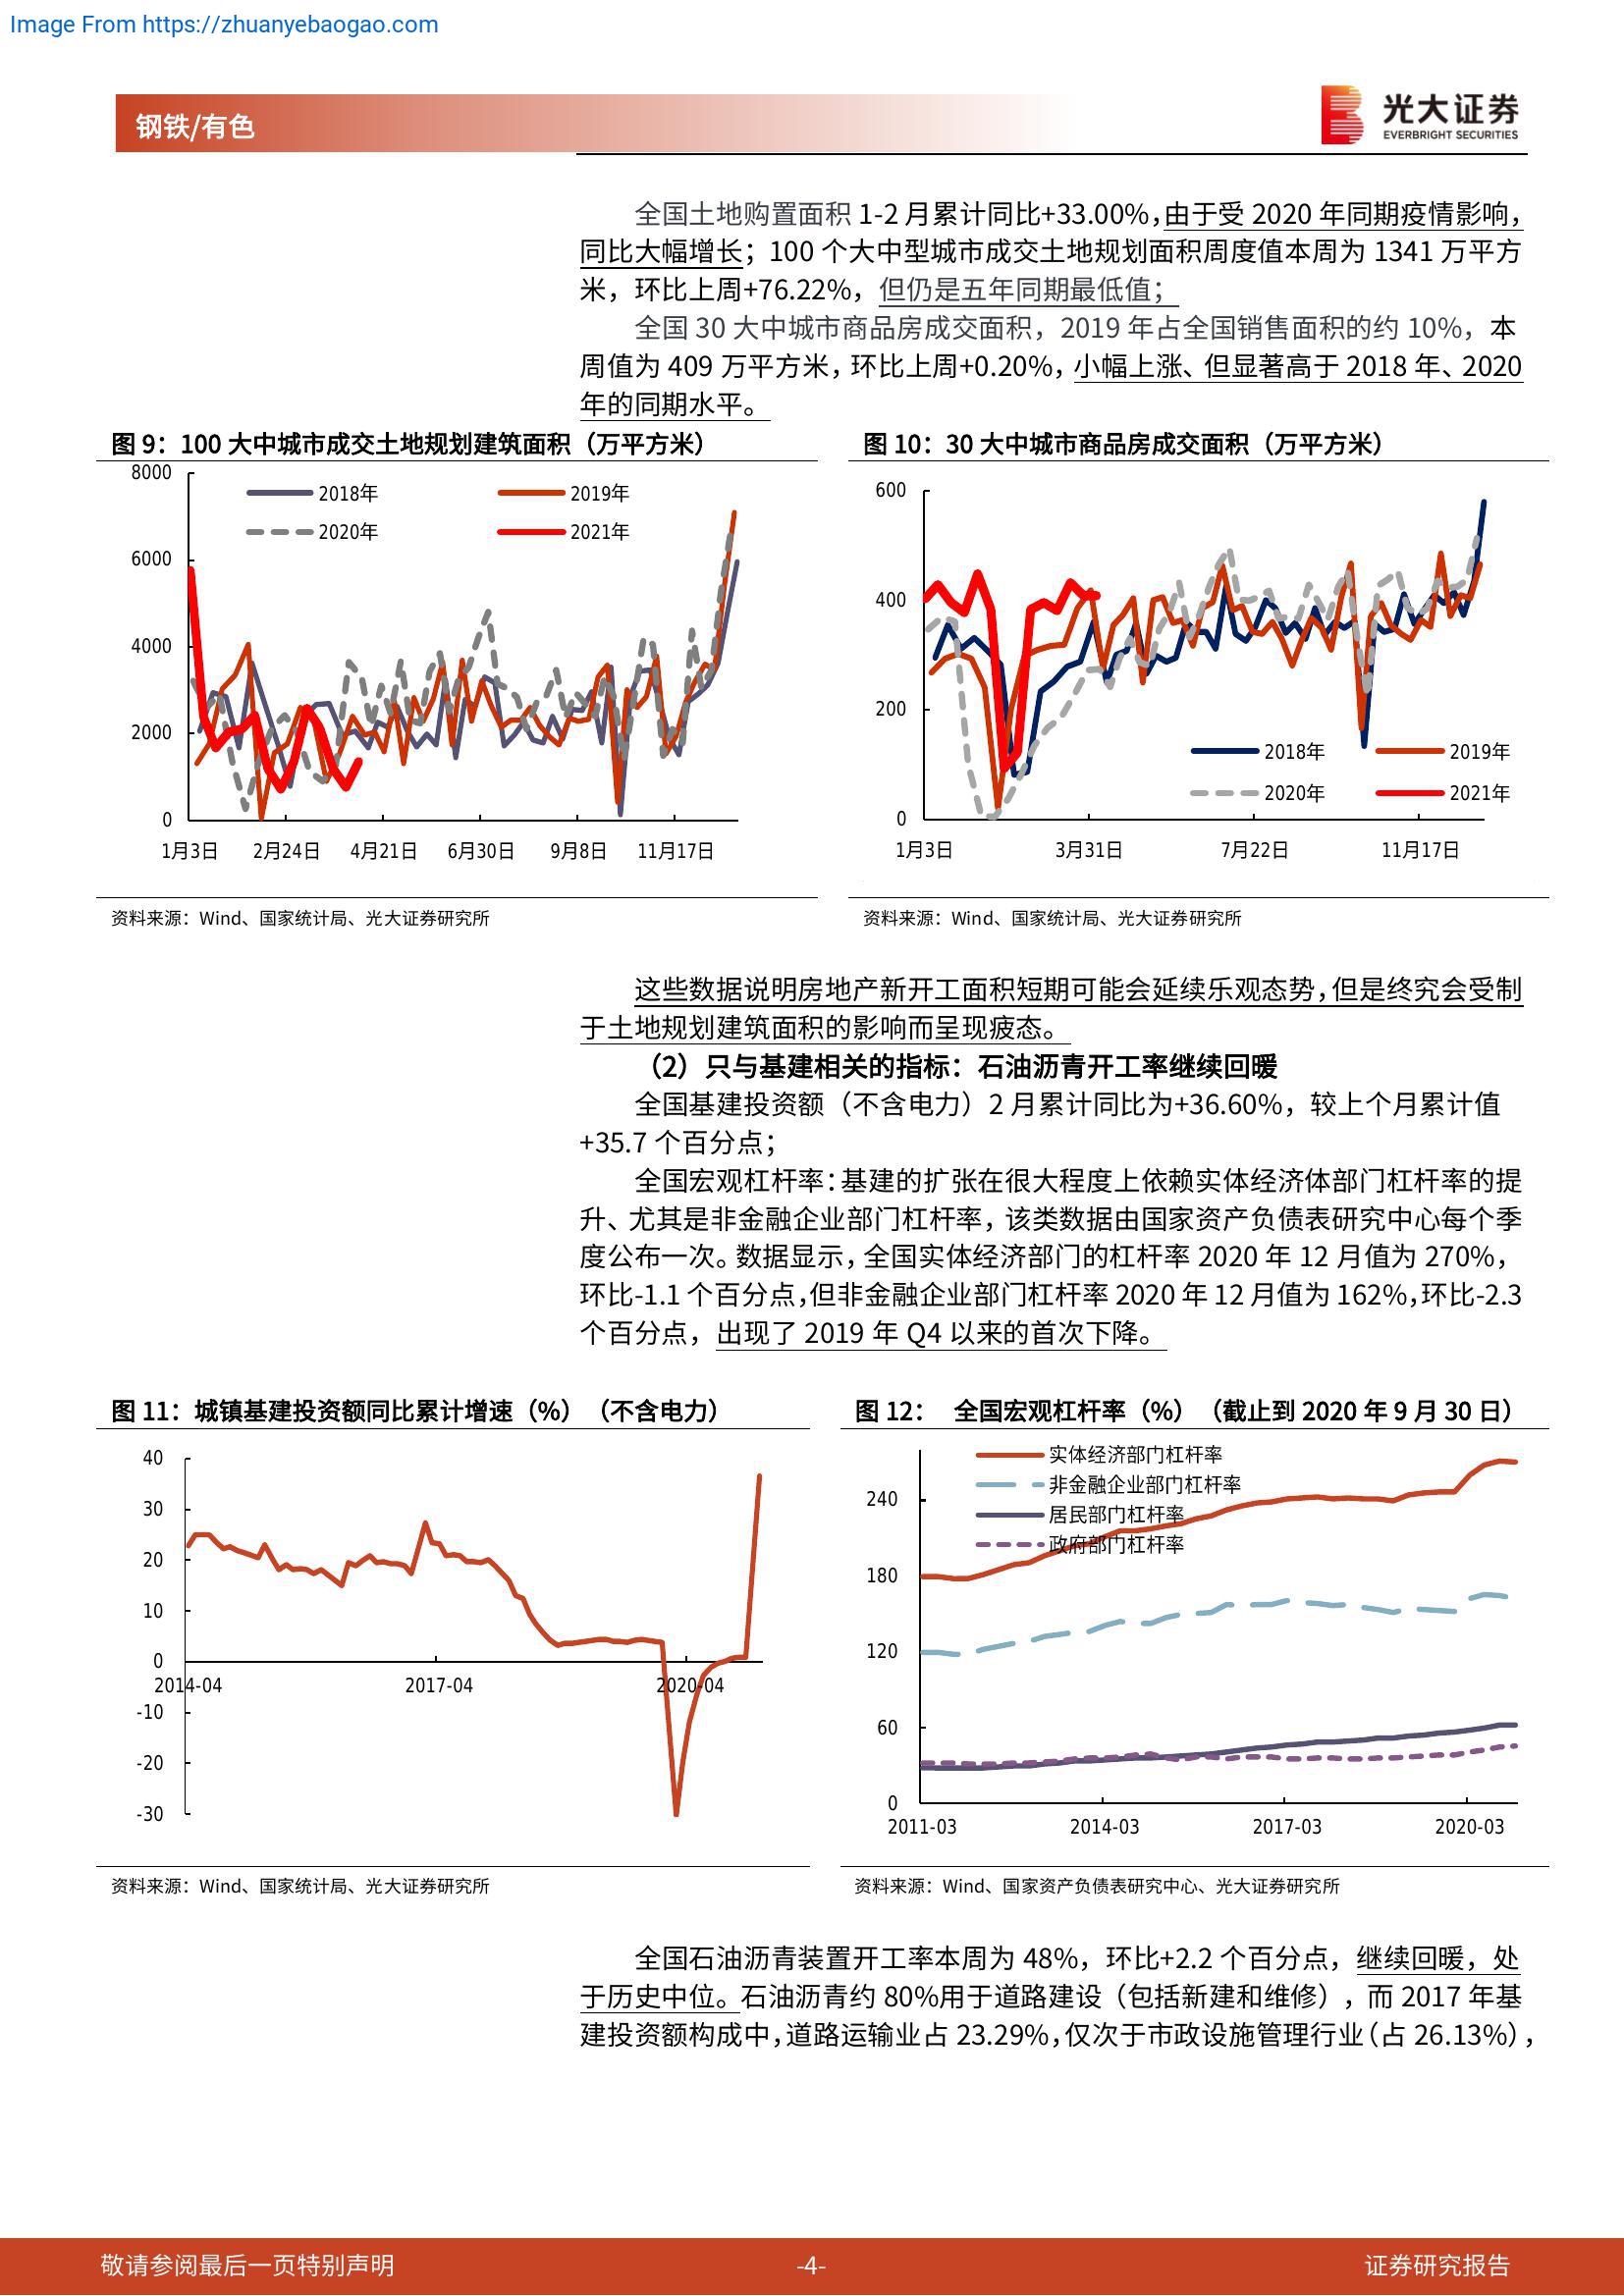 Image From https://zhuanyebaogao.com
钢铁/有色
光大证券
EVERBRIGHT SECURITIES
全国土地购置面积 1-2 月累计同比+33.00%，由于受 2020 年同期疫情影响，
同比大幅增长；100 个大中型城市成交土地规划面积周度值本周为 1341 万平方
米，环比上周+76.22%，但仍是五年同期最低值；
全国 30 大中城市商品房成交面积，2019 年占全国销售面积的约 10%，本
周值为 409 万平方米，环比上周+0.20%，小幅上涨、但显著高于 2018 年、2020
年的同期水平。
图 9：100 大中城市成交土地规划建筑面积（万平方米）
8000
6000
4000
2000
0
2018年
2019年
2020年
2021年
1月3日
2月24日
4月21日
6月30日
9月8日
11月17日
资料来源：Wind、国家统计局、光大证券研究所
图 10：30 大中城市商品房成交面积（万平方米）
600
400
200
0
2018年
2019年
2020年
2021年
1月3日
3月31日
7月22日
11月17日
资料来源：Wind、国家统计局、光大证券研究所
这些数据说明房地产新开工面积短期可能会延续乐观态势，但是终究会受制
于土地规划建筑面积的影响而呈现疲态。
（2）只与基建相关的指标：石油沥青开工率继续回暖
全国基建投资额（不含电力）2 月累计同比为+36.60%，较上个月累计值
+35.7 个百分点；
全国宏观杠杆率：基建的扩张在很大程度上依赖实体经济体部门杠杆率的提
升、尤其是非金融企业部门杠杆率，该类数据由国家资产负债表研究中心每个季
度公布一次。数据显示，全国实体经济部门的杠杆率 2020 年 12 月值为 270%，
环比-1.1 个百分点，但非金融企业部门杠杆率 2020 年 12 月值为 162%，环比-2.3
个百分点，出现了 2019 年 Q4 以来的首次下降。
图 11：城镇基建投资额同比累计增速（%）（不含电力）
40
30
20
10
0
-10
-20
-30
2014-04
2017-04
2020-04
资料来源：Wind、国家统计局、光大证券研究所
图 12： 全国宏观杠杆率（%）（截止到 2020 年 9 月 30 日）
240
180
120
60
0
实体经济部门杠杆率
非金融企业部门杠杆率
居民部门杠杆率
政府部门杠杆率
2011-03
2014-03
2017-03
2020-03
资料来源：Wind、国家资产负债表研究中心、光大证券研究所
全国石油沥青装置开工率本周为 48%，环比+2.2 个百分点，继续回暖，处
于历史中位。石油沥青约 80%用于道路建设（包括新建和维修），而 2017 年基
建投资额构成中，道路运输业占 23.29%，仅次于市政设施管理行业（占 26.13%），
敬请参阅最后一页特别声明
-4-
证券研究报告